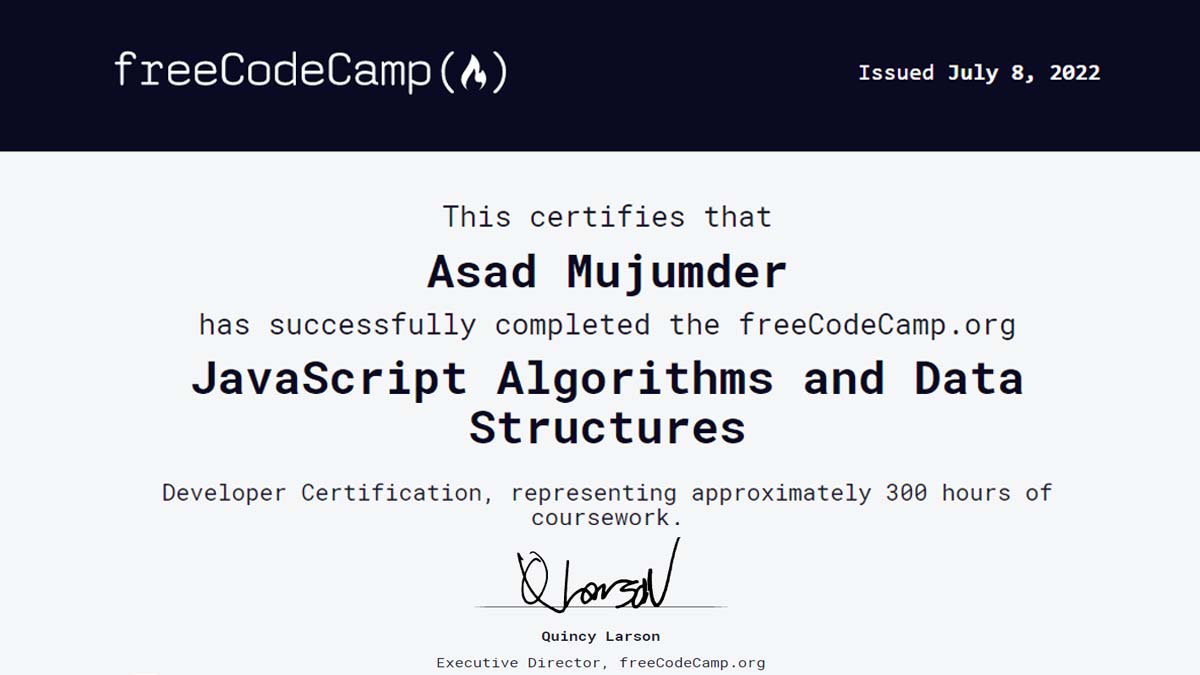 freeCodeCamp(🔥)
Issued July 8, 2022
This certifies that
Asad Mujumder
has successfully completed the freeCodeCamp.org
JavaScript Algorithms and Data
Structures
Developer Certification, representing approximately 300 hours of
coursework.
QLarson
Quincy Larson
Executive Director, freeCodeCamp.org